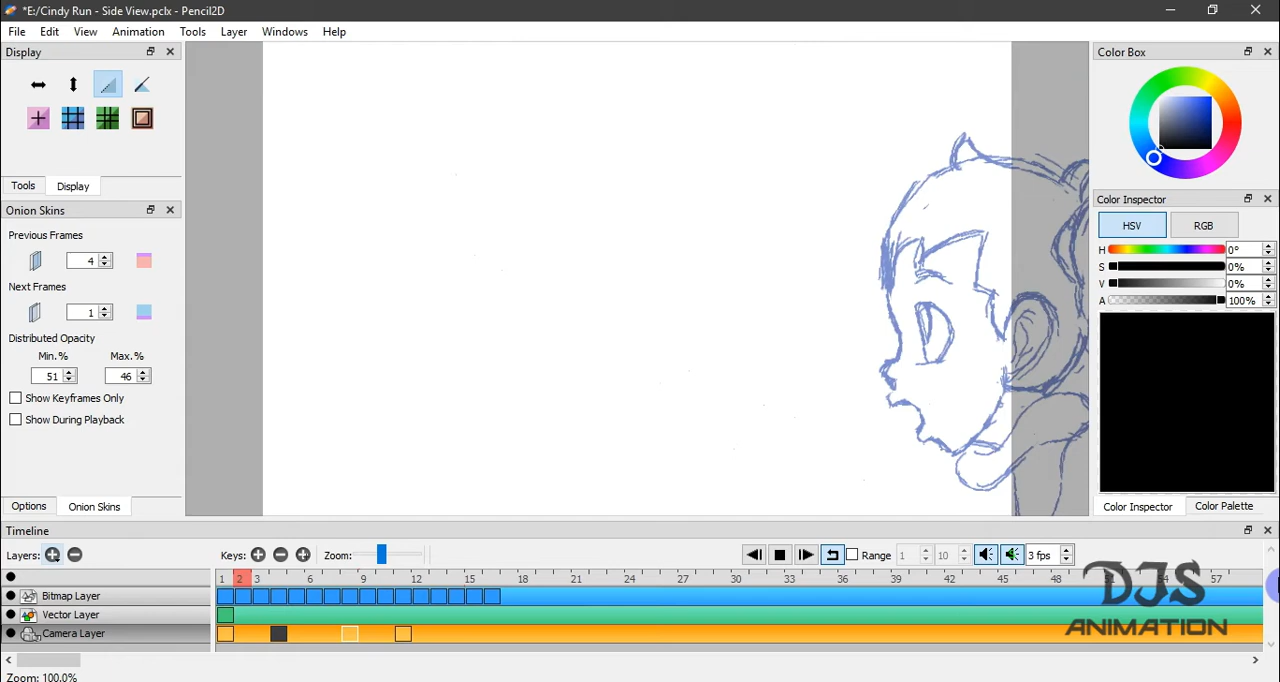 *E:/Cindy Run - Side View.pclx - Pencil2D
File Edit View Animation Tools Layer Windows Help
Display
Tools Display
Onion Skins
Previous Frames
4
Next Frames
1
Distributed Opacity
Min. % Max. %
51 46
Show Keyframes Only
Show During Playback
Options Onion Skins
Color Box
Color Inspector
HSV RGB
H 0°
S 0%
V 0%
A 100%
Color Inspector Color Palette
Timeline
Layers: Keys: Zoom: Range 1 10 3 fps
1 2 3 6 9 12 15 18 21 24 27 30 33 36 39 42 45 48 51 54 57
Bitmap Layer
Vector Layer
Camera Layer
DJS
ANIMATION
Zoom: 100.0%